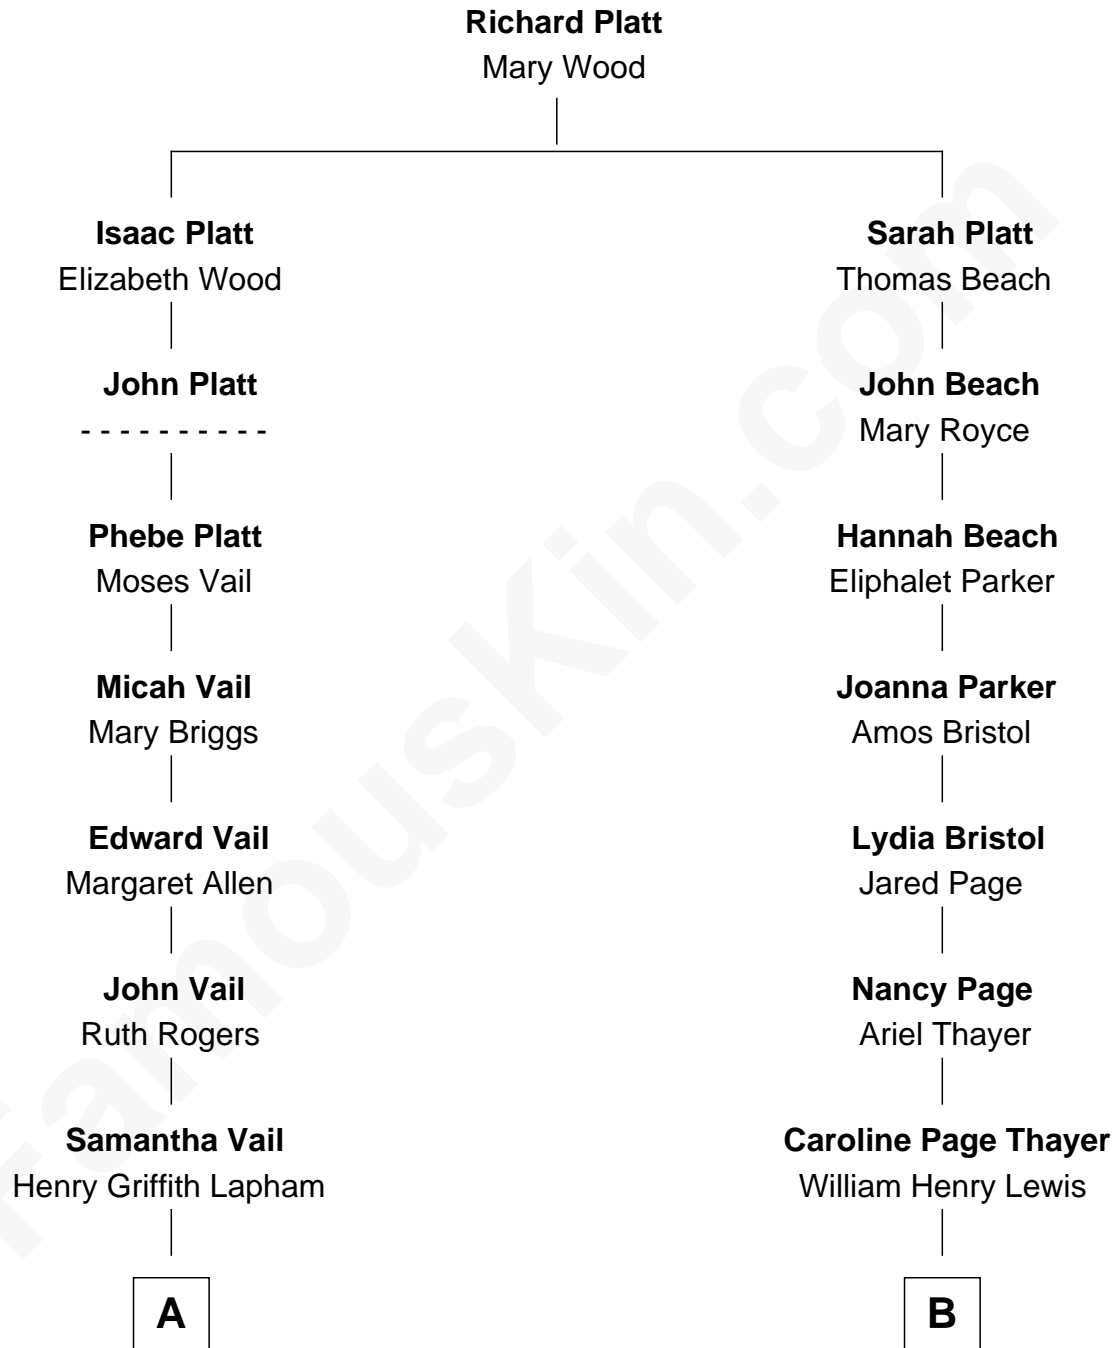 Richard Platt
Mary Wood
Isaac Platt
Elizabeth Wood
Sarah Platt
Thomas Beach
John Platt
- - - - - - - - - -
John Beach
Mary Royce
Phebe Platt
Moses Vail
Hannah Beach
Eliphalet Parker
Micah Vail
Mary Briggs
Joanna Parker
Amos Bristol
Edward Vail
Margaret Allen
Lydia Bristol
Jared Page
John Vail
Ruth Rogers
Nancy Page
Ariel Thayer
Samantha Vail
Henry Griffith Lapham
Caroline Page Thayer
William Henry Lewis
A
B
FamousKin.com